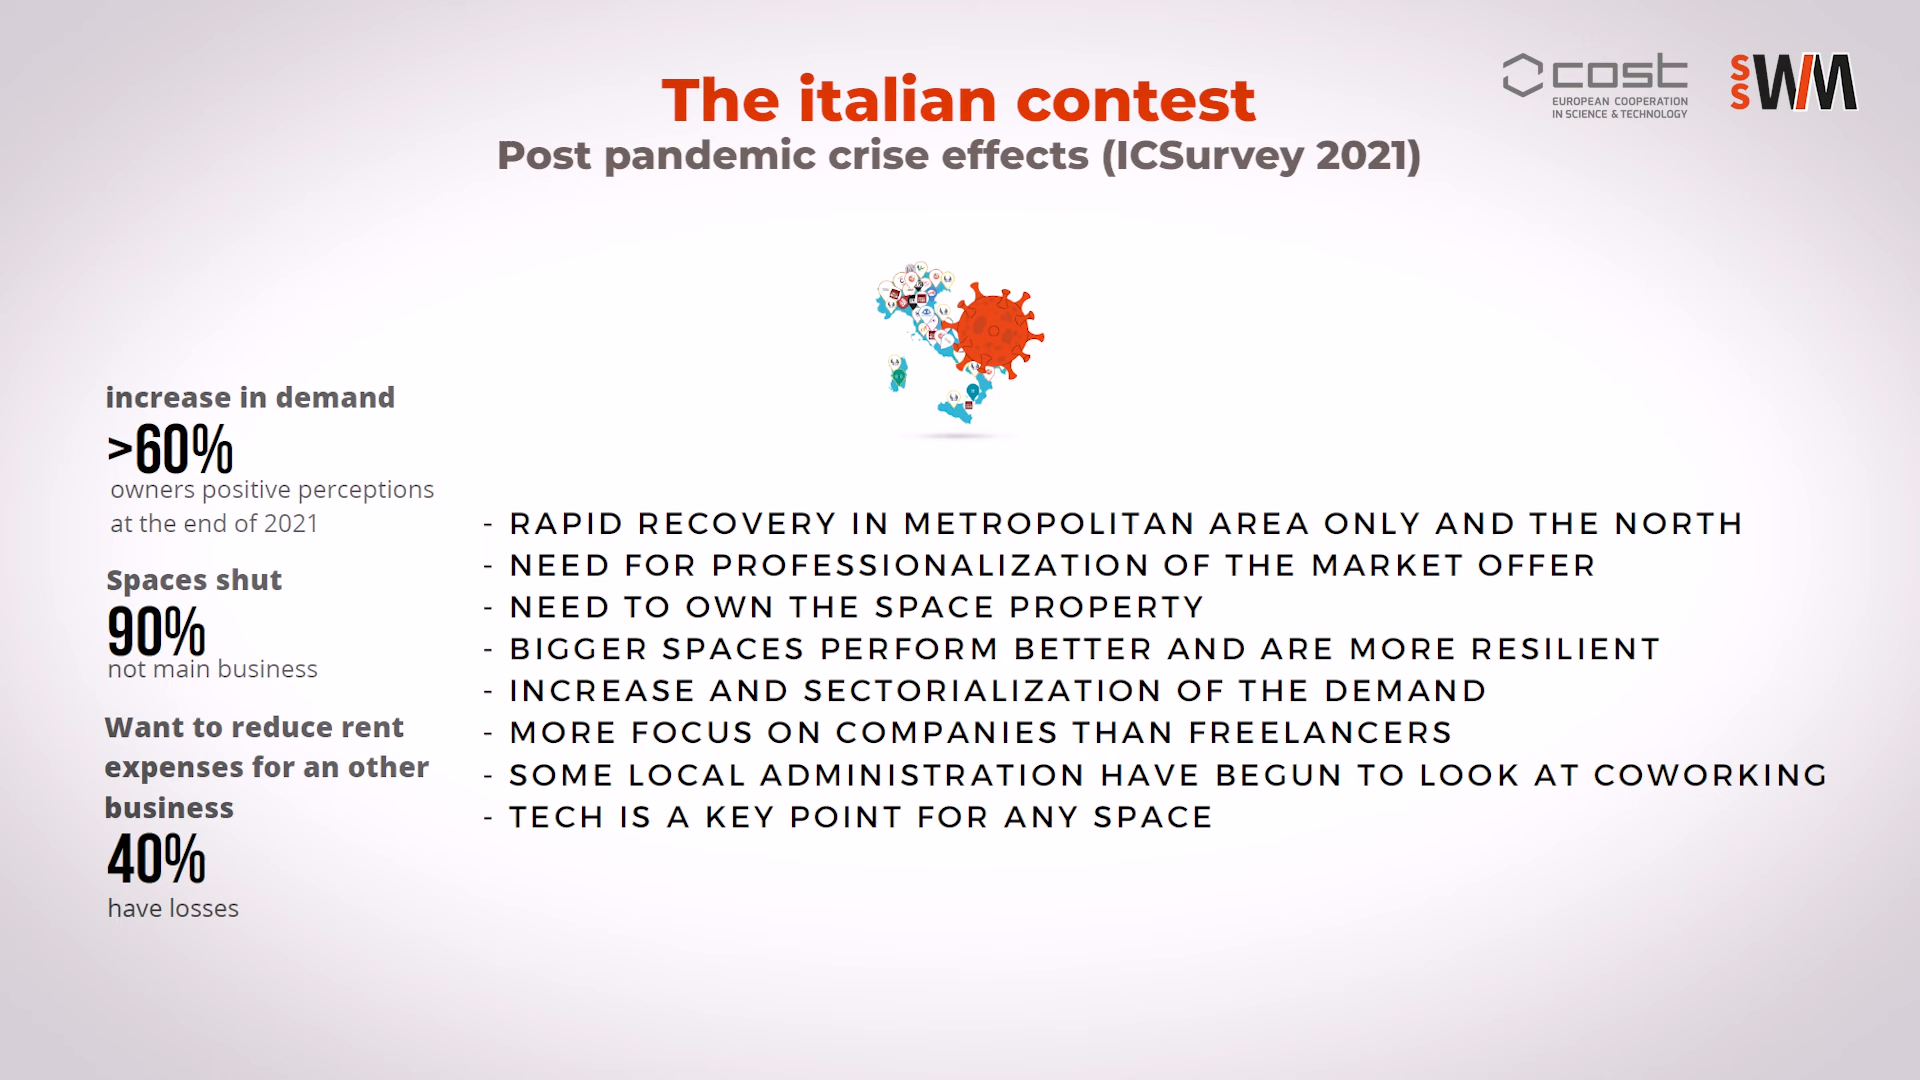 The italian contest
Post pandemic crise effects (ICSurvey 2021)
cost
EUROPEAN COOPERATION
IN SCIENCE & TECHNOLOGY
S
S
WM
increase in demand
>60%
owners positive perceptions
at the end of 2021
Spaces shut
90%
not main business
Want to reduce rent
expenses for an other
business
40%
have losses
- RAPID RECOVERY IN METROPOLITAN AREA ONLY AND THE NORTH
- NEED FOR PROFESSIONALIZATION OF THE MARKET OFFER
- NEED TO OWN THE SPACE PROPERTY
- BIGGER SPACES PERFORM BETTER AND ARE MORE RESILIENT
- INCREASE AND SECTORIALIZATION OF THE DEMAND
- MORE FOCUS ON COMPANIES THAN FREELANCERS
- SOME LOCAL ADMINISTRATION HAVE BEGUN TO LOOK AT COWORKING
- TECH IS A KEY POINT FOR ANY SPACE